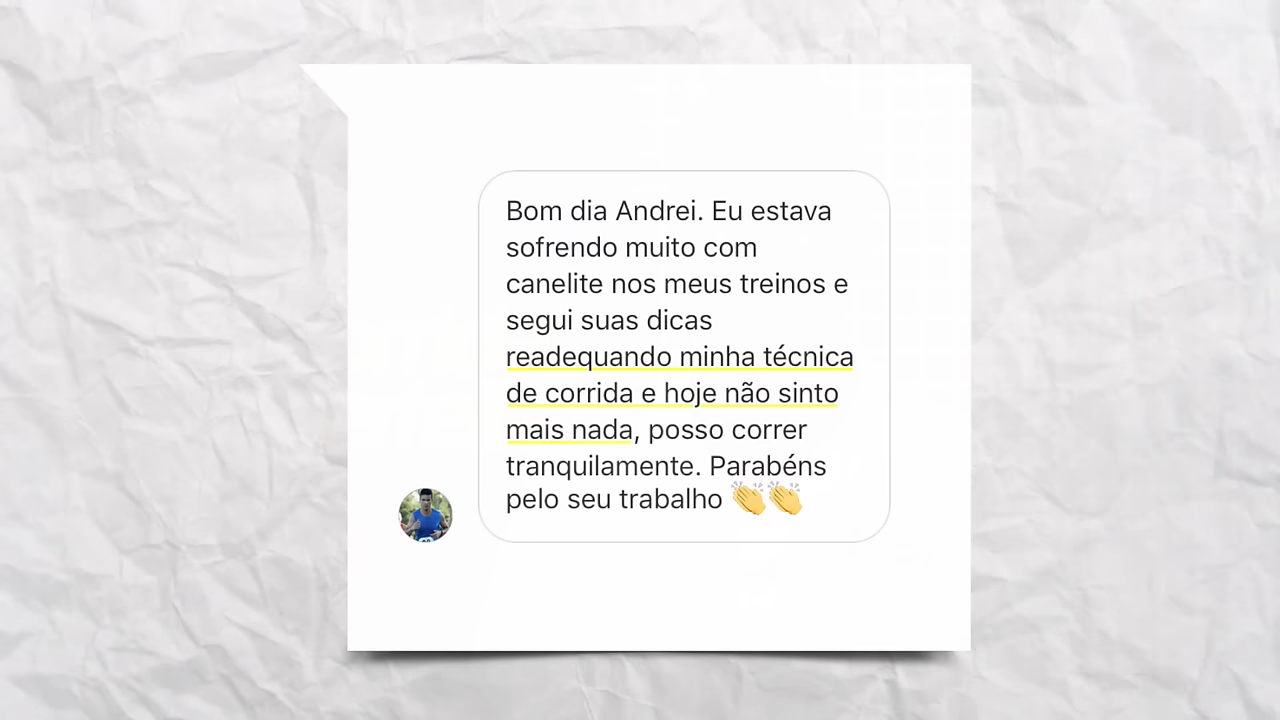 Bom dia Andrei. Eu estava
sofrendo muito com
canelite nos meus treinos e
segui suas dicas
readequando minha técnica
de corrida e hoje não sinto
mais nada, posso correr
tranquilamente. Parabéns
pelo seu trabalho 👏👏